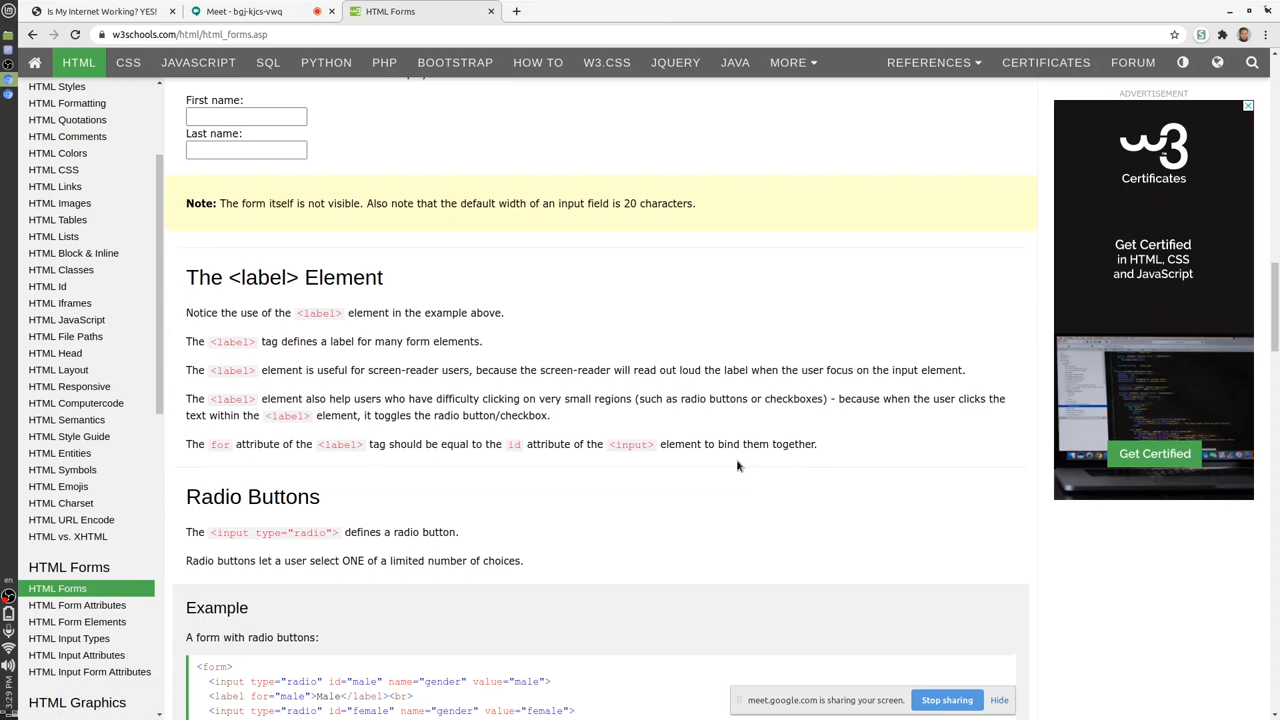 Is My Internet Working? YES!
Meet - bgj-kjcs-vwq
HTML Forms
w3schools.com/html/html_forms.asp
HTML CSS JAVASCRIPT SQL PYTHON PHP BOOTSTRAP HOW TO W3.CSS JQUERY JAVA MORE REFERENCES CERTIFICATES FORUM
HTML Styles
HTML Formatting
HTML Quotations
HTML Comments
HTML Colors
HTML CSS
HTML Links
HTML Images
HTML Tables
HTML Lists
HTML Block & Inline
HTML Classes
HTML Id
HTML Iframes
HTML JavaScript
HTML File Paths
HTML Head
HTML Layout
HTML Responsive
HTML Computercode
HTML Semantics
HTML Style Guide
HTML Entities
HTML Symbols
HTML Emojis
HTML Charset
HTML URL Encode
HTML vs. XHTML
HTML Forms
HTML Forms
HTML Form Attributes
HTML Form Elements
HTML Input Types
HTML Input Attributes
HTML Input Form Attributes
HTML Graphics
First name:
Last name:
Note: The form itself is not visible. Also note that the default width of an input field is 20 characters.
The <label> Element
Notice the use of the <label> element in the example above.
The <label> tag defines a label for many form elements.
The <label> element is useful for screen-reader users, because the screen-reader will read out loud the label when the user focus on the input element.
The <label> element also help users who have difficulty clicking on very small regions (such as radio buttons or checkboxes) - because when the user clicks the
text within the <label> element, it toggles the radio button/checkbox.
The for attribute of the <label> tag should be equal to the id attribute of the <input> element to bind them together.
Radio Buttons
The <input type="radio"> defines a radio button.
Radio buttons let a user select ONE of a limited number of choices.
Example
A form with radio buttons:
<form>
<input type="radio" id="male" name="gender" value="male">
<label for="male">Male</label><br>
<input type="radio" id="female" name="gender" value="female">
ADVERTISEMENT
w3
Certificates
Get Certified
in HTML, CSS
and JavaScript
Get Certified
meet.google.com is sharing your screen.
Stop sharing
Hide
en
3:29 PM